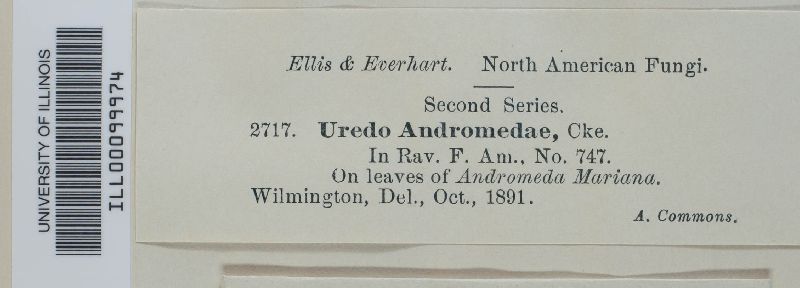 UNIVERSITY OF ILLINOIS
ILL00099974
Ellis & Everhart. North American Fungi.
Second Series.
2717. Uredo Andromedae, Cke.
In Rav. F. Am., No. 747.
On leaves of Andromeda Mariana.
Wilmington, Del., Oct., 1891.
A. Commons.